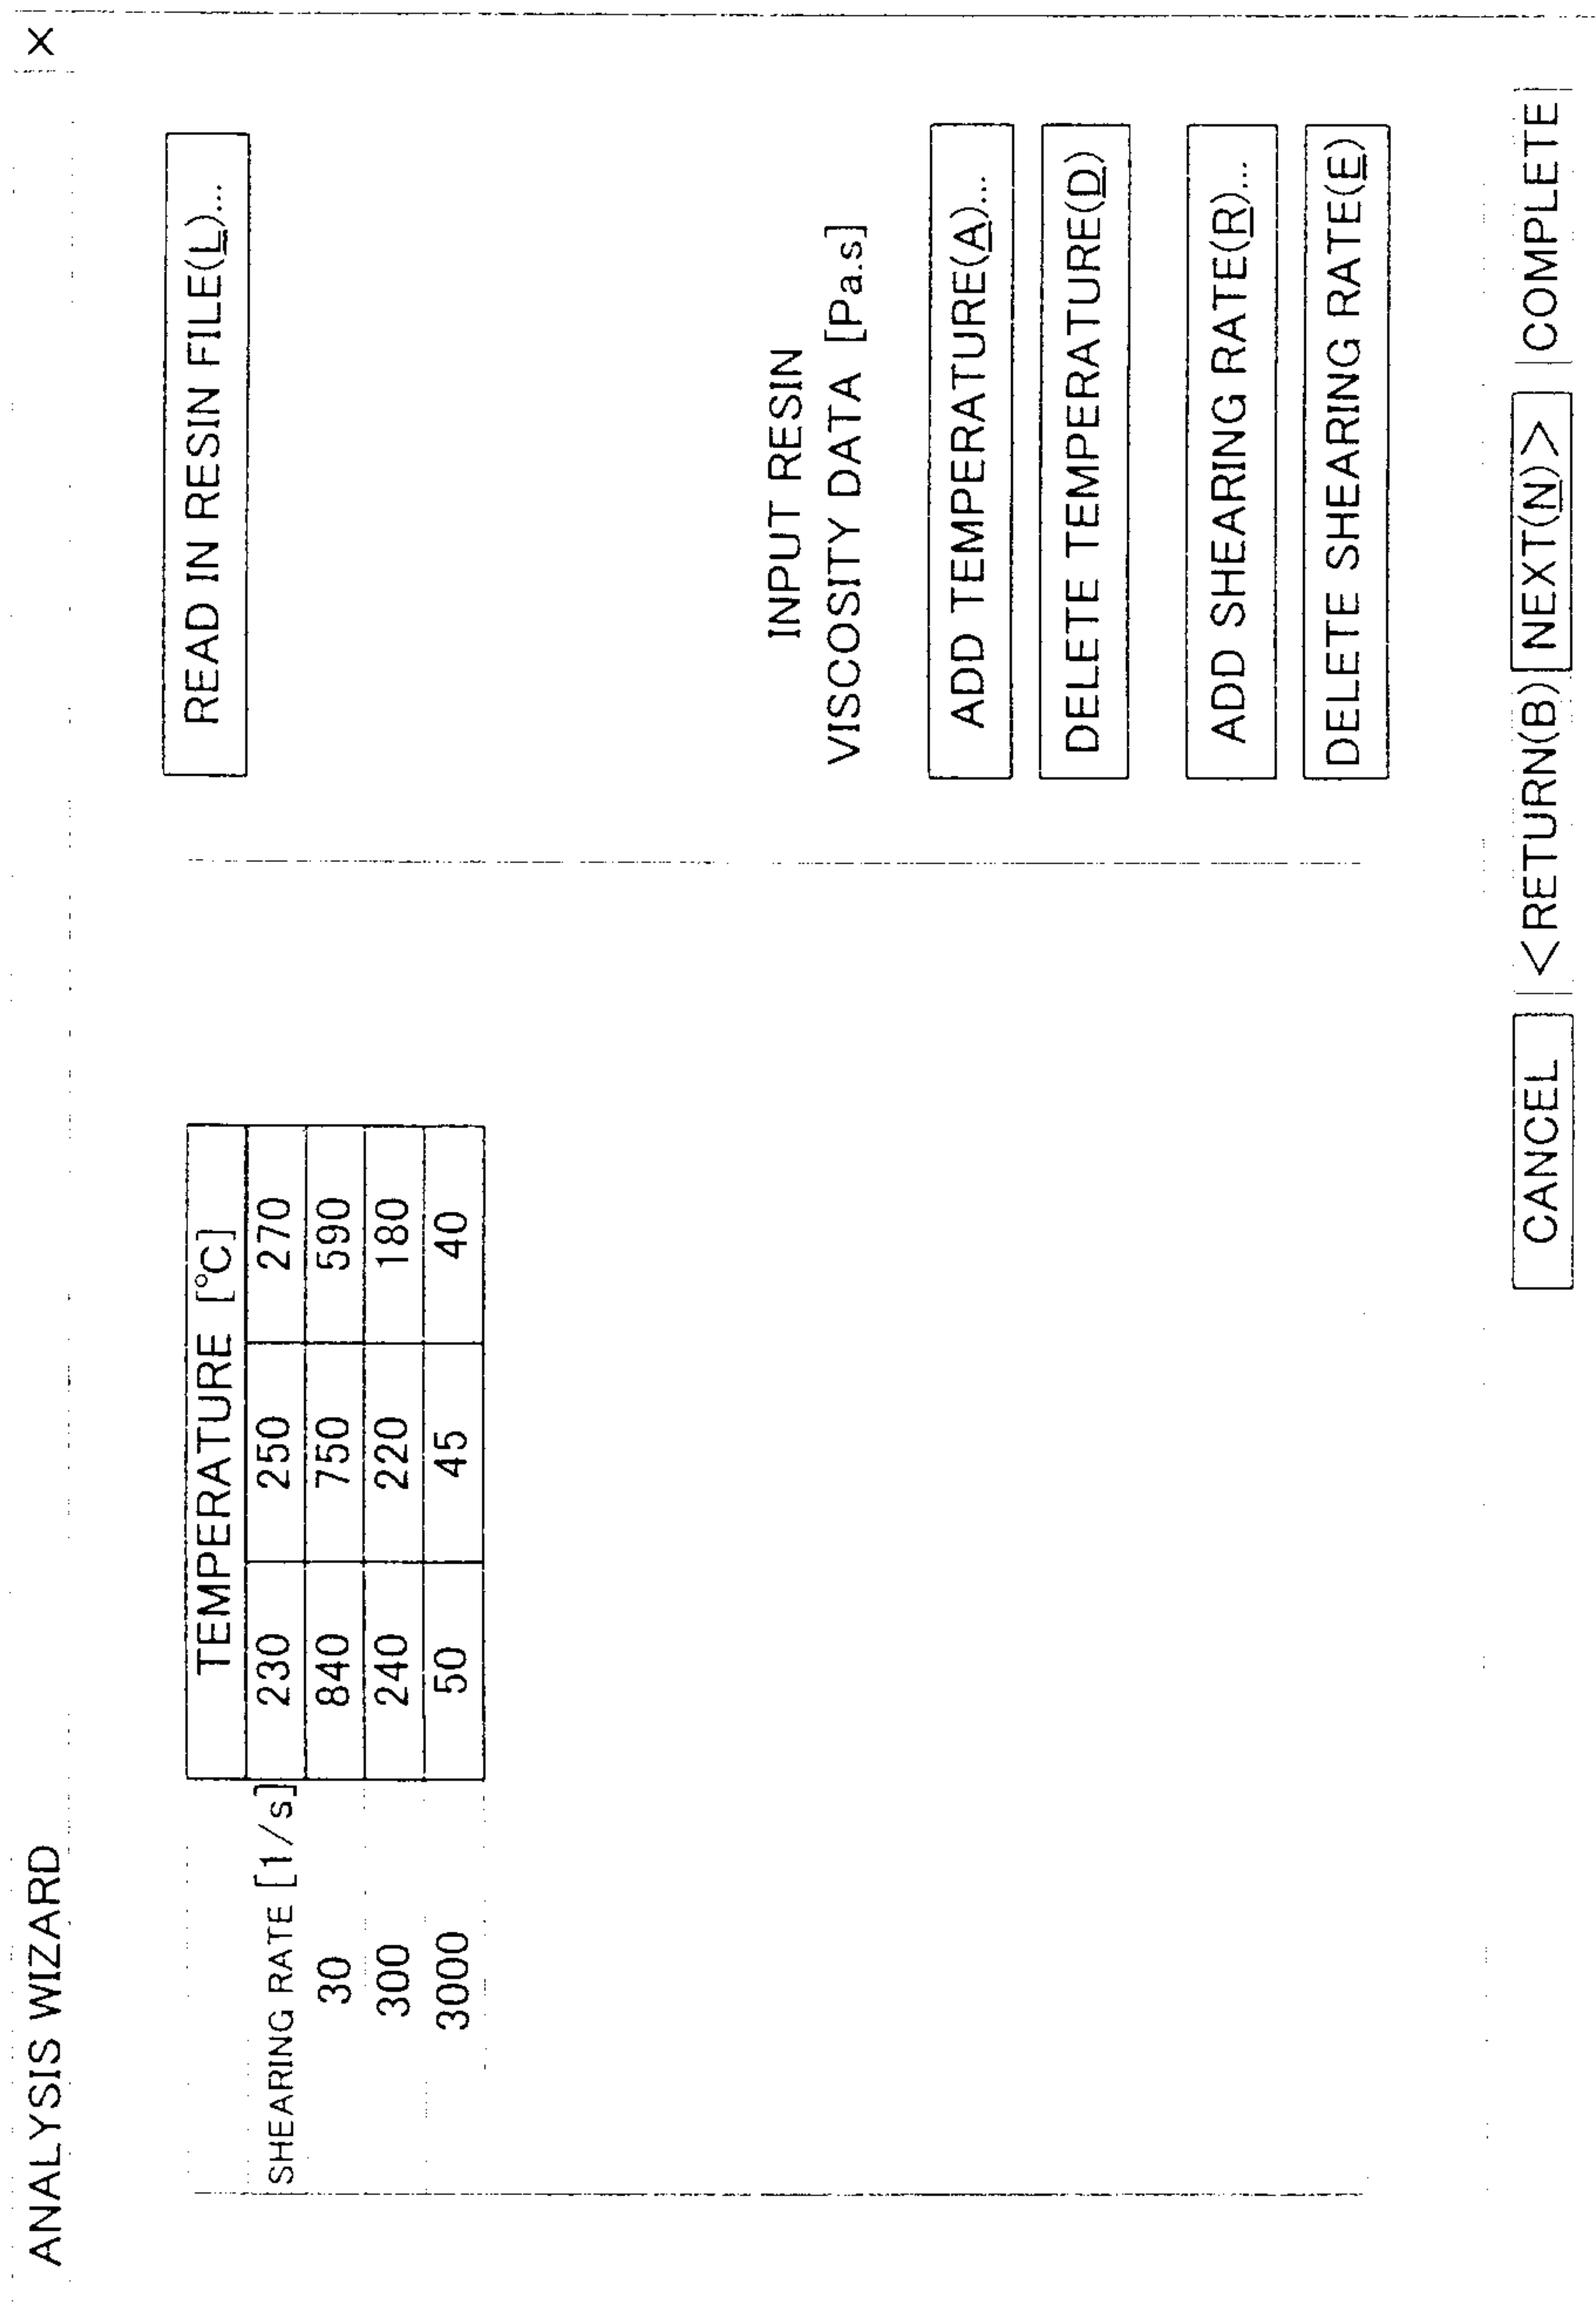 ANALYSIS WIZARD X
READ IN RESIN FILE(L)...
TEMPERATURE [°C]
SHEARING RATE [1/s] 230 250 270
30 840 750 590
300 240 220 180
3000 50 45 40
INPUT RESIN
VISCOSITY DATA [Pa.s]
ADD TEMPERATURE(A)...
DELETE TEMPERATURE(D)
ADD SHEARING RATE(R)...
DELETE SHEARING RATE(E)
CANCEL <RETURN(B) NEXT(N)> COMPLETE